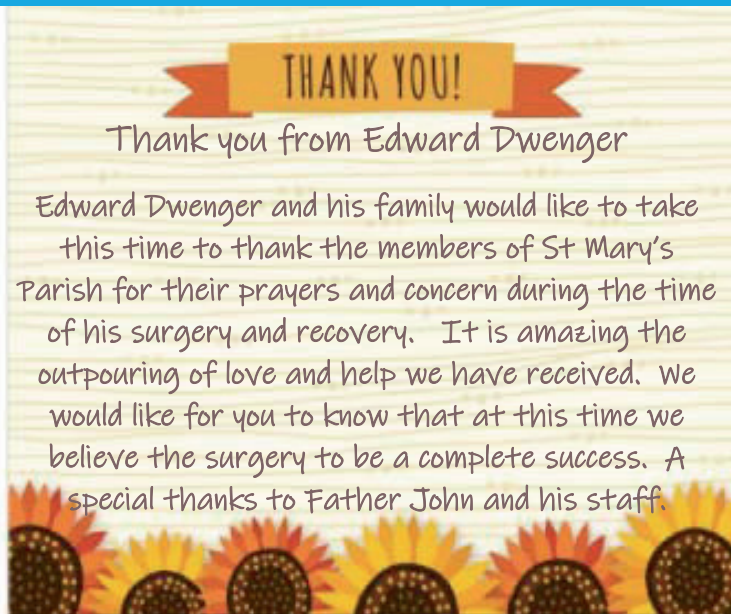 THANK YOU!
Thank you from Edward Dwenger
Edward Dwenger and his family would like to take
this time to thank the members of St Mary's
Parish for their prayers and concern during the time
of his surgery and recovery.   It is amazing the
outpouring of love and help we have received.  We
would like for you to know that at this time we
believe the surgery to be a complete success.  A
special thanks to Father John and his staff.